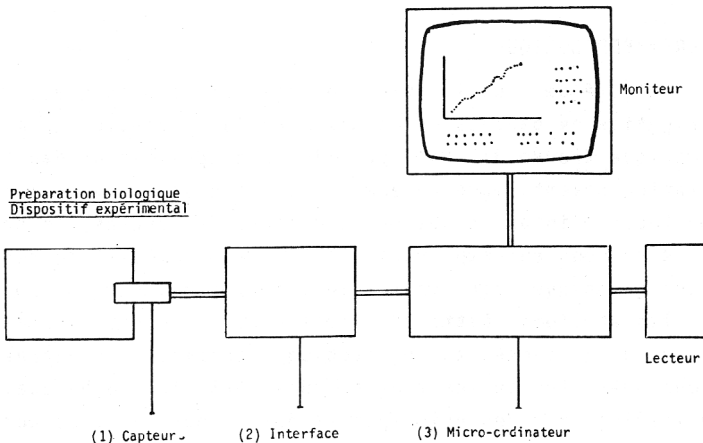 Moniteur
Preparation biologique
Dispositif expérimental
Lecteur
(1) Capteur
(2) Interface
(3) Micro-crdinateur